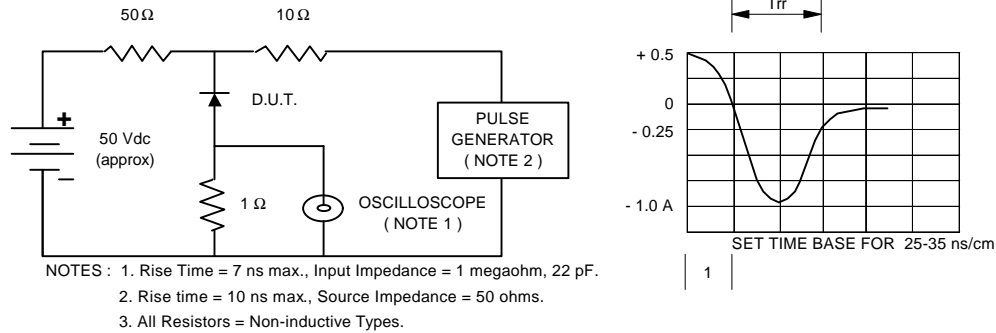 50 Ω
10 Ω
D.U.T.
+
50 Vdc
(approx)
−
1 Ω
OSCILLOSCOPE
( NOTE 1 )
PULSE
GENERATOR
( NOTE 2 )
NOTES : 1. Rise Time = 7 ns max., Input Impedance = 1 megaohm, 22 pF.
2. Rise time = 10 ns max., Source Impedance = 50 ohms.
3. All Resistors = Non-inductive Types.
Trr
+ 0.5
0
- 0.25
- 1.0 A
SET TIME BASE FOR 25-35 ns/cm
1